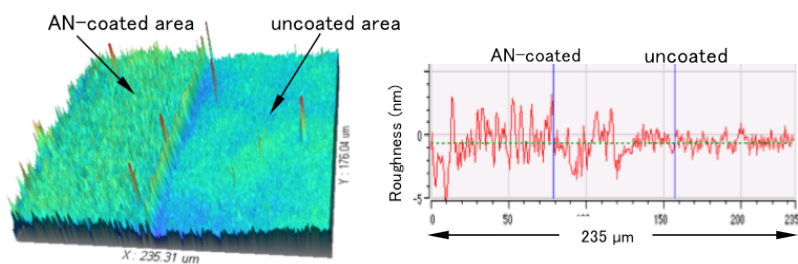 AN-coated area
uncoated area
Y : 176.04 um
X : 235.31 um
AN-coated
uncoated
Roughness (nm)
0
-5
0
50
150
200
235
235 μm